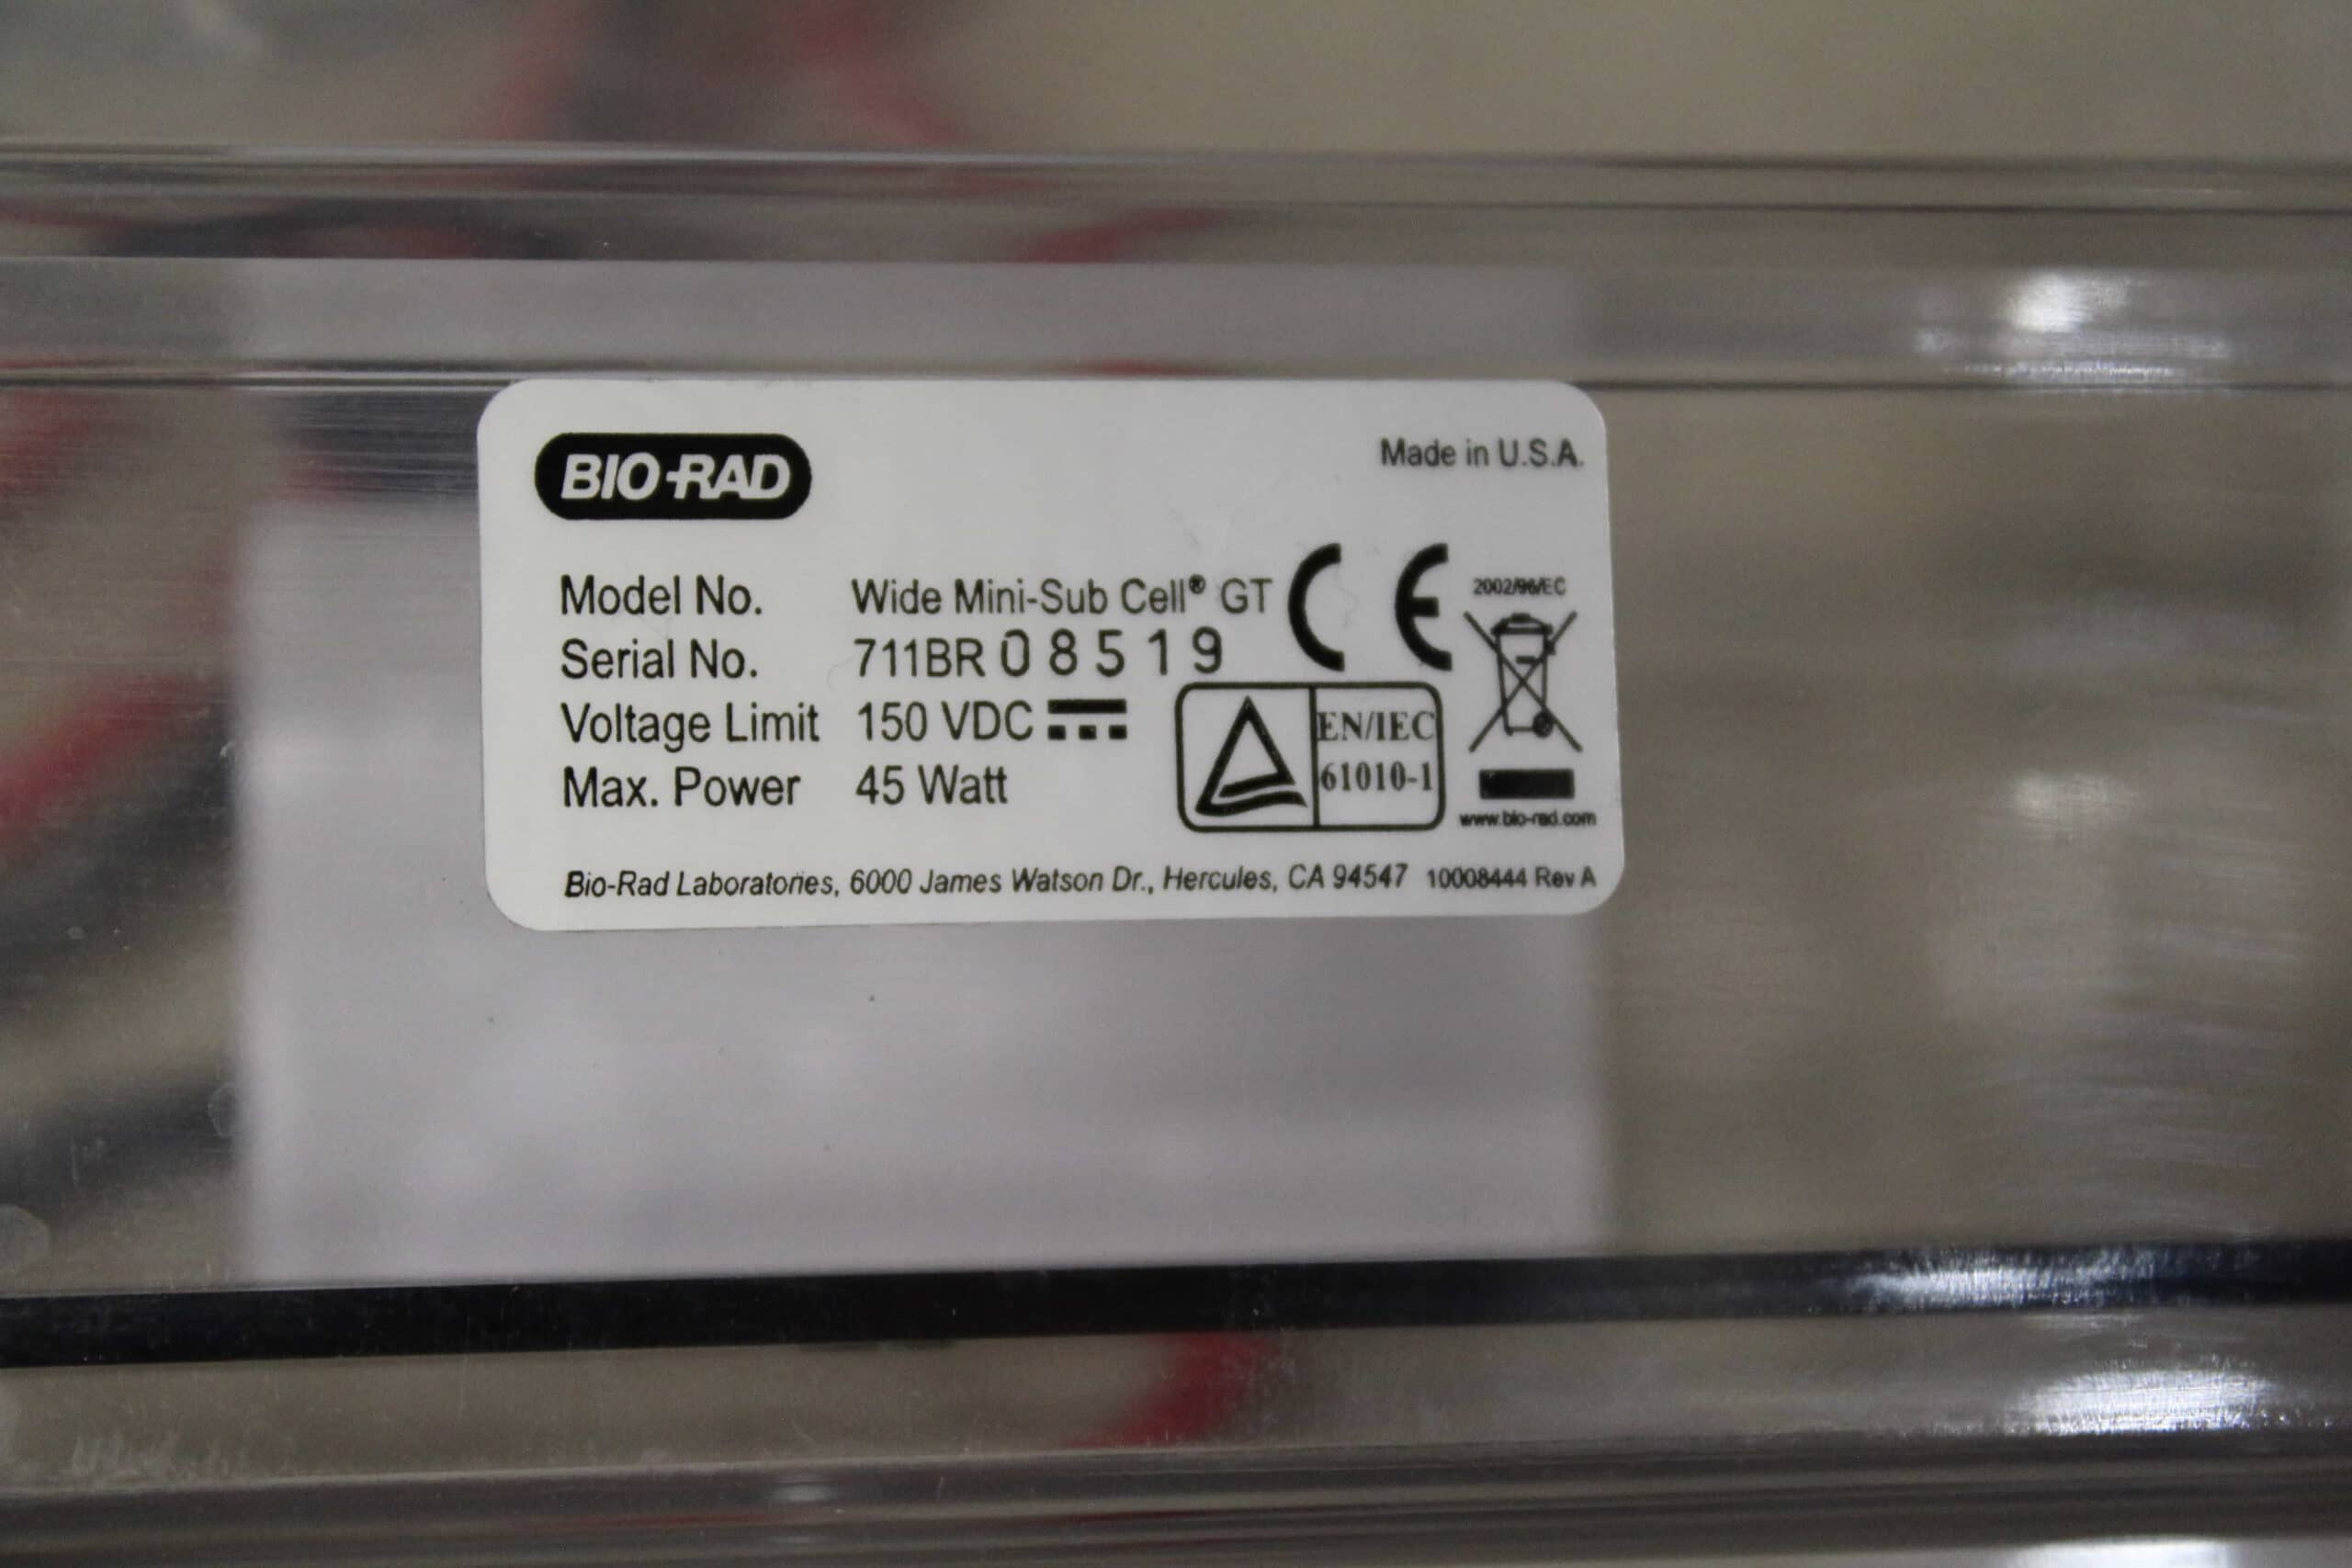 BIO-RAD
Made in U.S.A.
Model No. Wide Mini-Sub Cell® GT
Serial No. 711BR08519
Voltage Limit 150 VDC
Max. Power 45 Watt
CE
2002/96/EC
EN/IEC
61010-1
www.bio-rad.com
Bio-Rad Laboratories, 6000 James Watson Dr., Hercules, CA 94547 10008444 Rev A